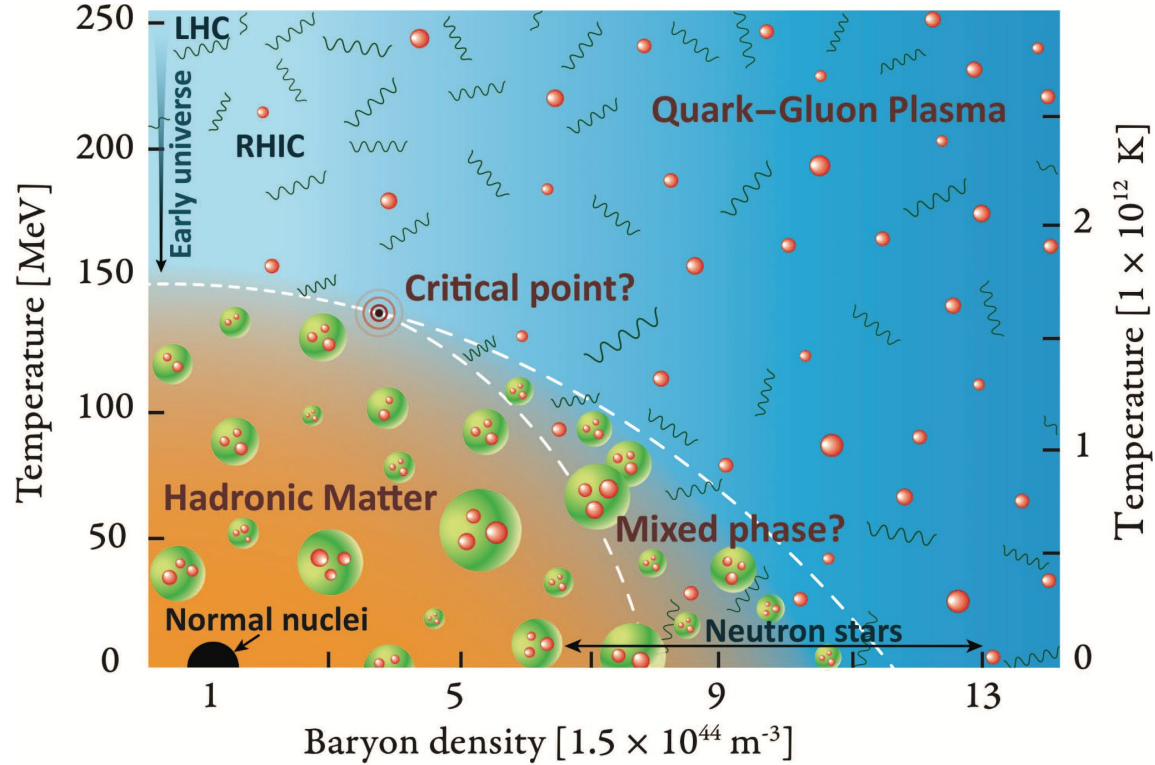 250
LHC
Early universe
RHIC
Quark–Gluon Plasma
200
2
150
Critical point?
100
1
Hadronic Matter
Mixed phase?
50
Normal nuclei
Neutron stars
0
0
1
5
9
13
Temperature [MeV]
Temperature [1 × 10¹² K]
Baryon density [1.5 × 10⁴⁴ m⁻³]